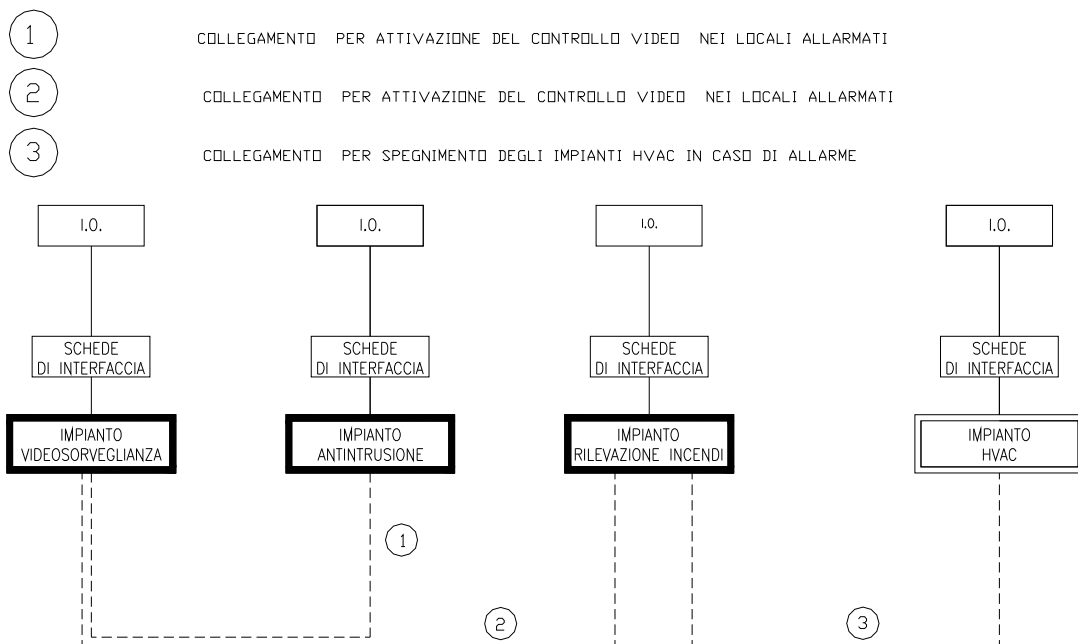 1 COLLEGAMENTO PER ATTIVAZIONE DEL CONTROLLO VIDEO NEI LOCALI ALLARMATI
2 COLLEGAMENTO PER ATTIVAZIONE DEL CONTROLLO VIDEO NEI LOCALI ALLARMATI
3 COLLEGAMENTO PER SPEGNIMENTO DEGLI IMPIANTI HVAC IN CASO DI ALLARME
I.O. I.O. I.O. I.O.
SCHEDE SCHEDE SCHEDE SCHEDE
DI INTERFACCIA DI INTERFACCIA DI INTERFACCIA DI INTERFACCIA
IMPIANTO IMPIANTO IMPIANTO IMPIANTO
VIDEOSORVEGLIANZA ANTINTRUSIONE RILEVAZIONE INCENDI HVAC
1
2 3